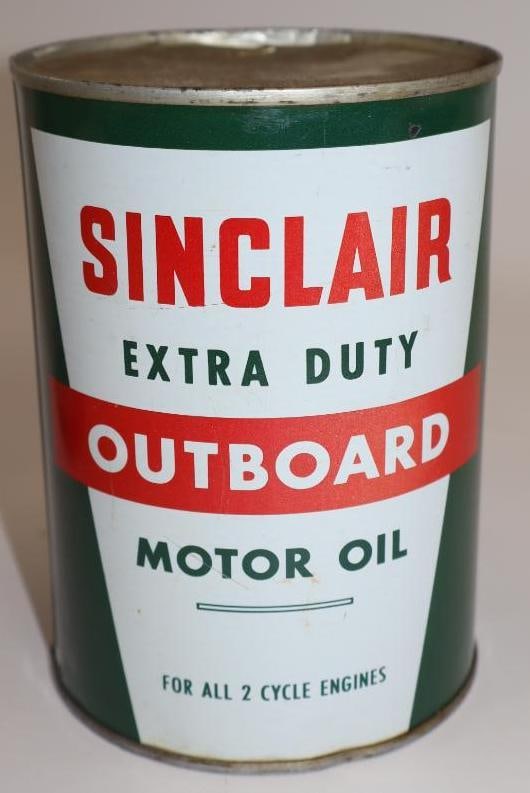 SINCLAIR
EXTRA DUTY
OUTBOARD
MOTOR OIL
FOR ALL 2 CYCLE ENGINES